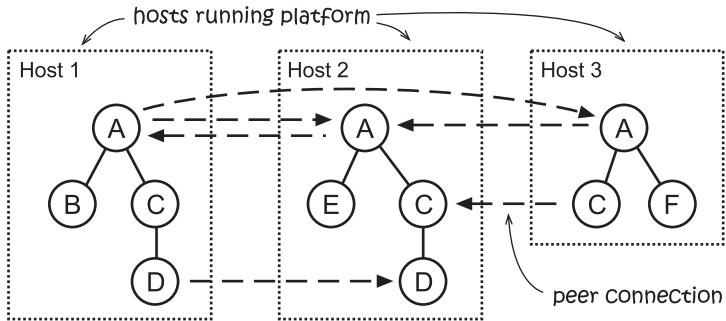 hosts running platform
Host 1
Host 2
Host 3
A
A
A
B
C
E
C
C
F
D
D
peer connection